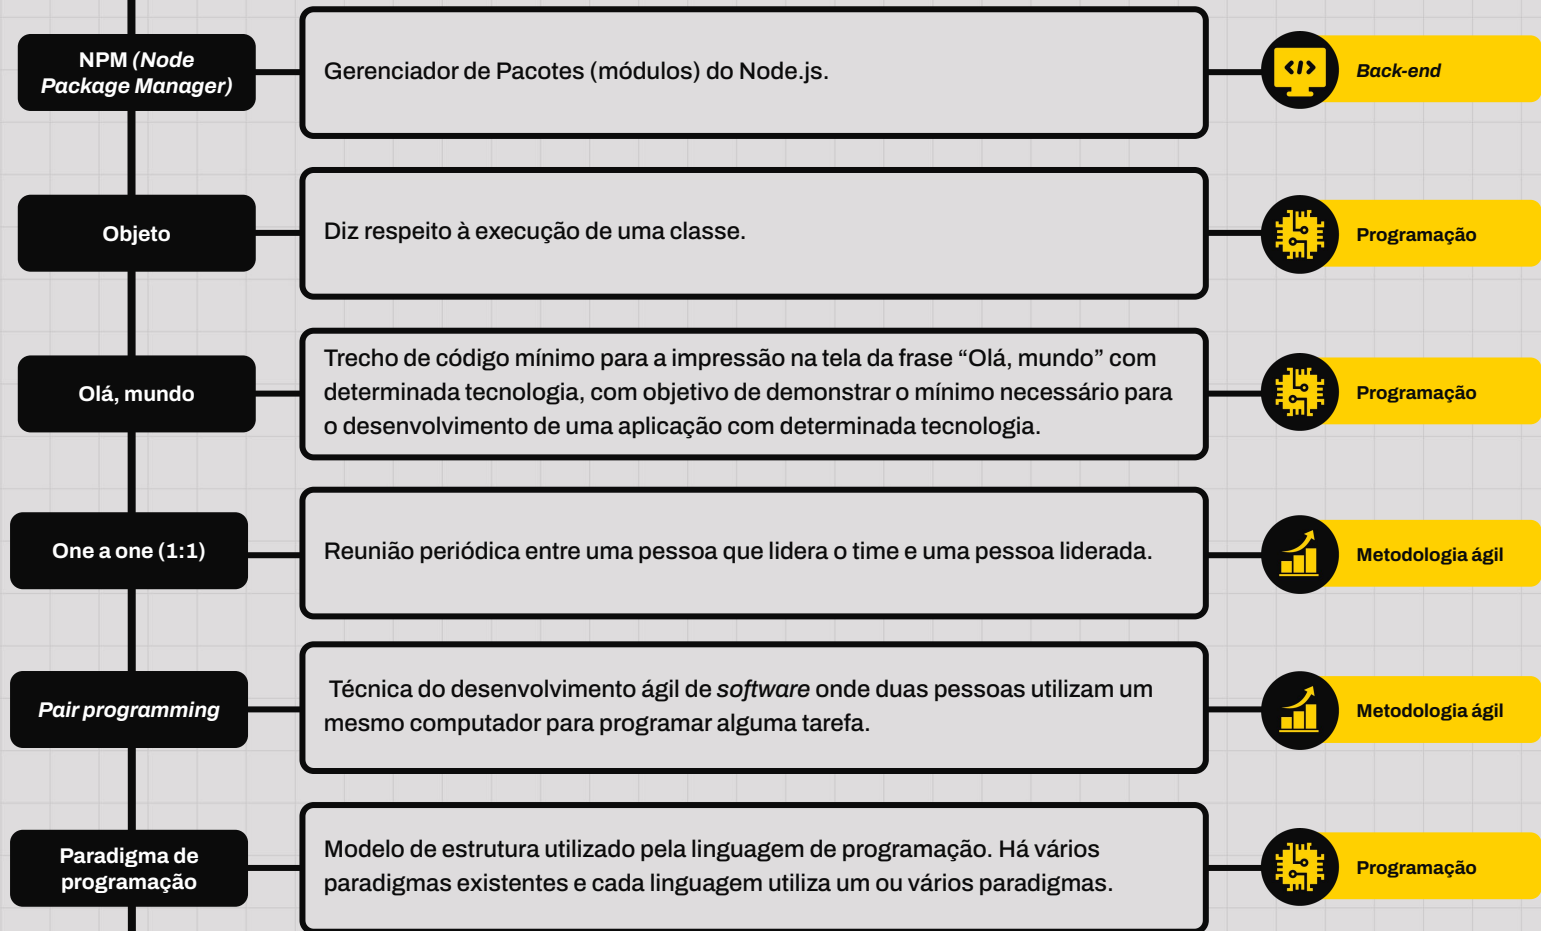 NPM (Node
Package Manager)
Gerenciador de Pacotes (módulos) do Node.js.
Back-end
Objeto
Diz respeito à execução de uma classe.
Programação
Olá, mundo
Trecho de código mínimo para a impressão na tela da frase “Olá, mundo” com
determinada tecnologia, com objetivo de demonstrar o mínimo necessário para
o desenvolvimento de uma aplicação com determinada tecnologia.
Programação
One a one (1:1)
Reunião periódica entre uma pessoa que lidera o time e uma pessoa liderada.
Metodologia ágil
Pair programming
Técnica do desenvolvimento ágil de software onde duas pessoas utilizam um
mesmo computador para programar alguma tarefa.
Metodologia ágil
Paradigma de
programação
Modelo de estrutura utilizado pela linguagem de programação. Há vários
paradigmas existentes e cada linguagem utiliza um ou vários paradigmas.
Programação